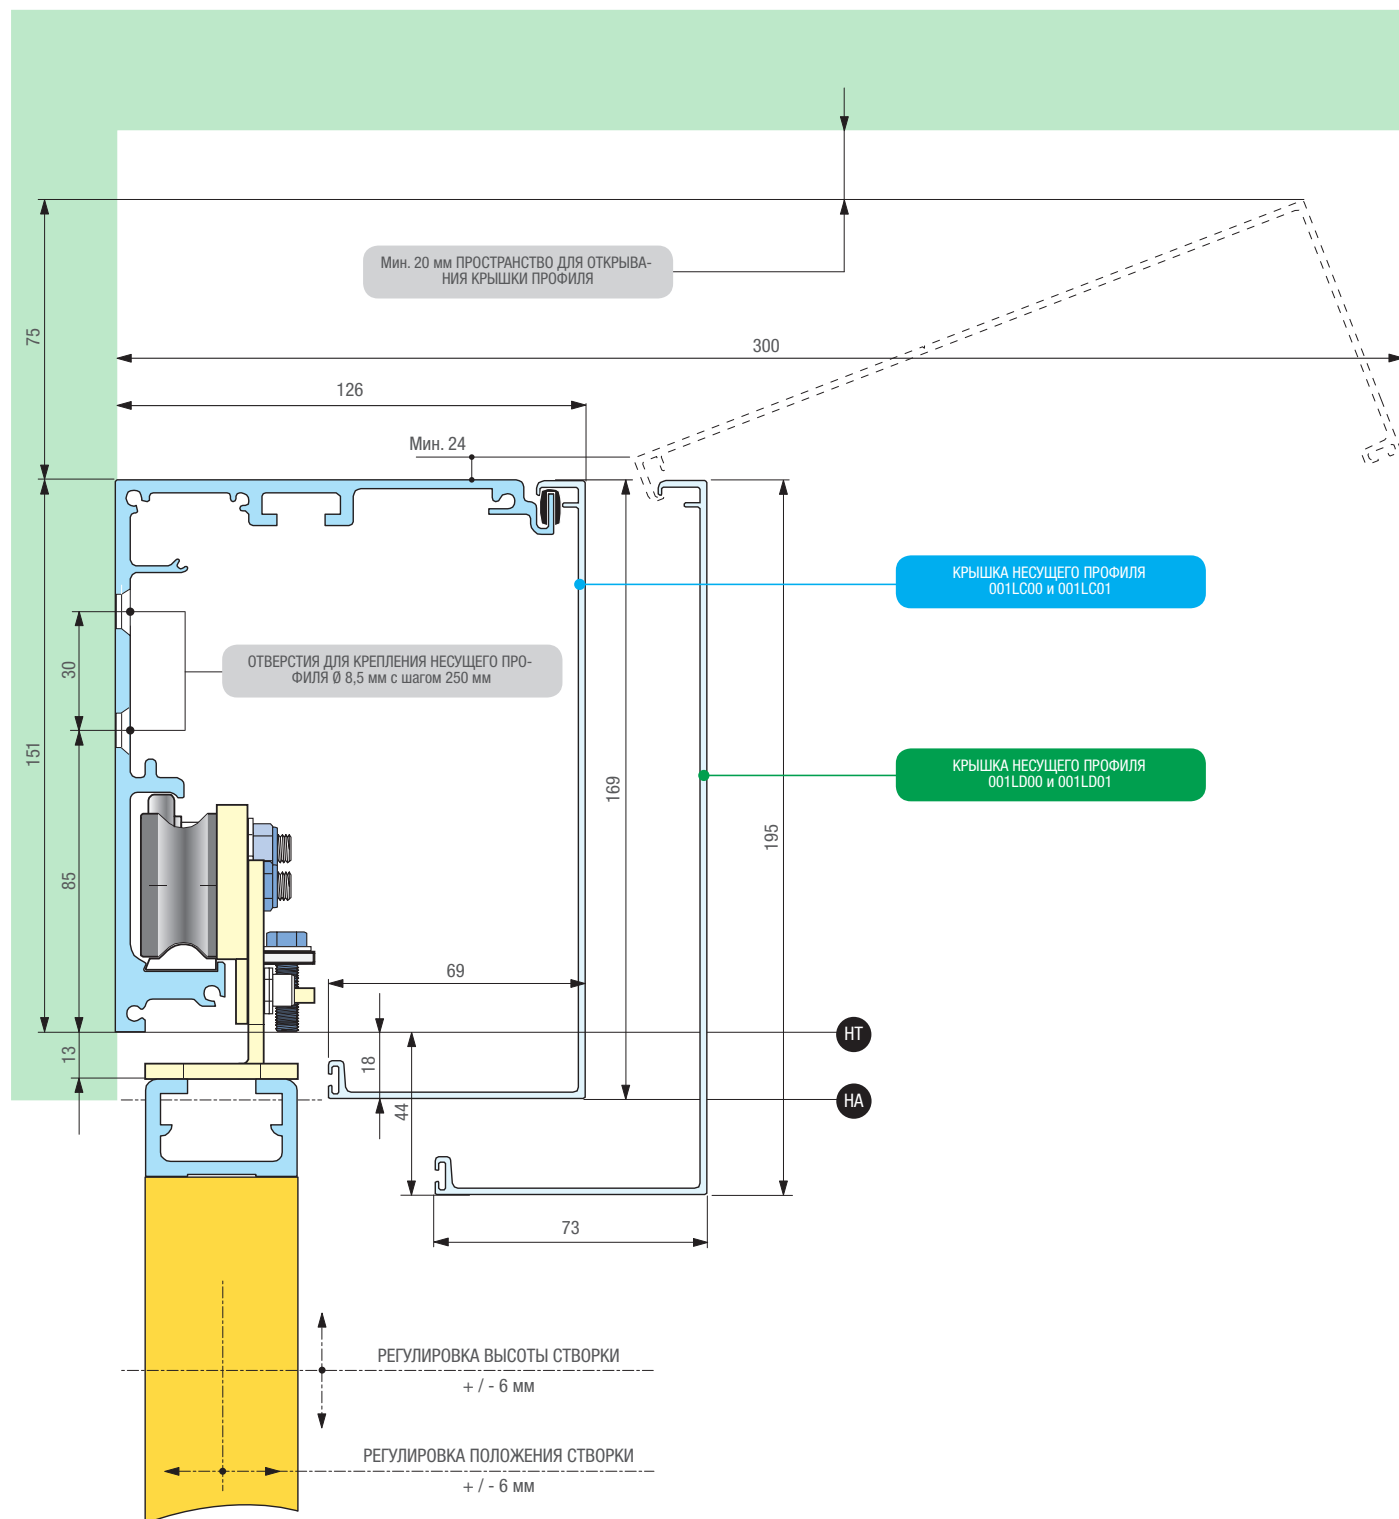 Мин. 20 мм ПРОСТРАНСТВО ДЛЯ ОТКРЫВА-
НИЯ КРЫШКИ ПРОФИЛЯ
75
300
126
Мин. 24
КРЫШКА НЕСУЩЕГО ПРОФИЛЯ
001LC00 и 001LC01
ОТВЕРСТИЯ ДЛЯ КРЕПЛЕНИЯ НЕСУЩЕГО ПРО-
ФИЛЯ Ø 8,5 мм с шагом 250 мм
30
151
169
КРЫШКА НЕСУЩЕГО ПРОФИЛЯ
001LD00 и 001LD01
195
85
69
HT
13
18
44
HA
73
РЕГУЛИРОВКА ВЫСОТЫ СТВОРКИ
+ / - 6 мм
РЕГУЛИРОВКА ПОЛОЖЕНИЯ СТВОРКИ
+ / - 6 мм